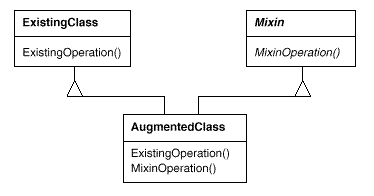 ExistingClass
ExistingOperation()
Mixin
MixinOperation()
AugmentedClass
ExistingOperation()
MixinOperation()